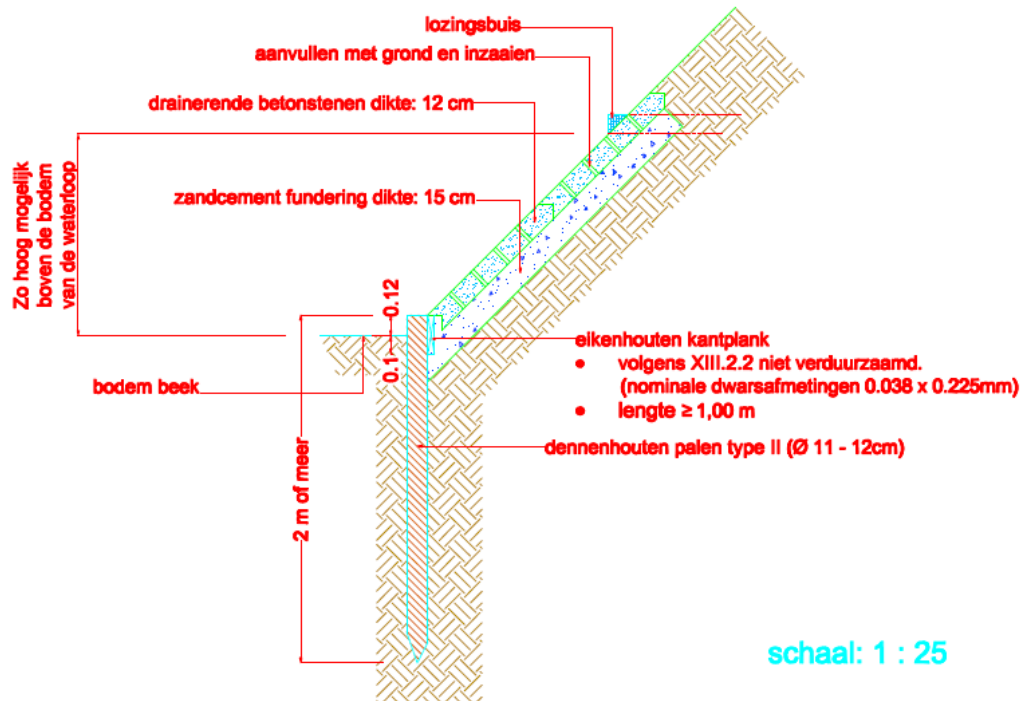 lozingsbuis
aanvullen met grond en inzaaien
drainerende betonstenen dikte: 12 cm
zandcement fundering dikte: 15 cm
Zo hoog mogelijk
boven de bodem
van de waterloop
0.12
0.1
bodem beek
2 m of meer
eikenhouten kantplank
• volgens XIII.2.2 niet verduurzaamd.
(nominale dwarsafmetingen 0.038 x 0.225mm)
• lengte ≥ 1,00 m
dennenhouten palen type II (Ø 11 - 12cm)
schaal: 1 : 25